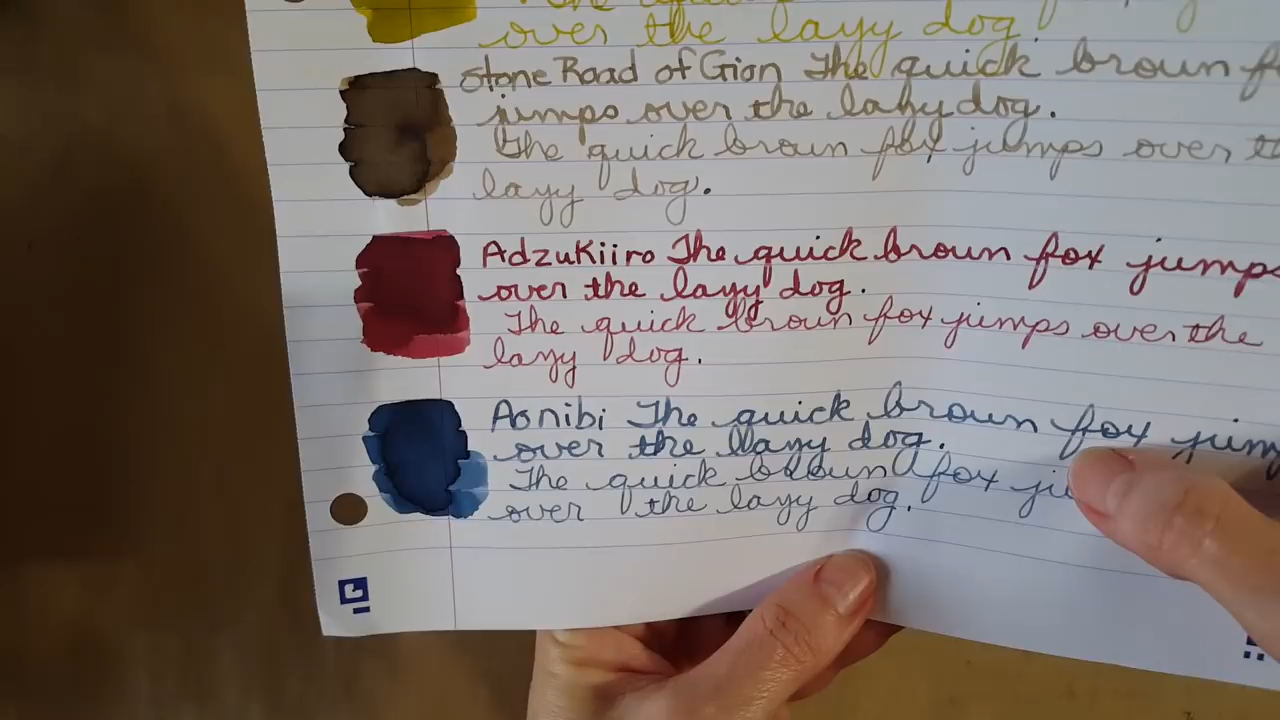 over the layy dog
Stone Road of Gion The quick broun
jumps over the lazy dog.
The quick broun fox jumps over
layy dog.
Adzukiiro The quick broun fox jumps
over the layy dog.
The quick broun fox jumps over the
layy dog.
Aonibi The quick broun fox
over the layy dog.
The quick broun fox
over the layy dog.